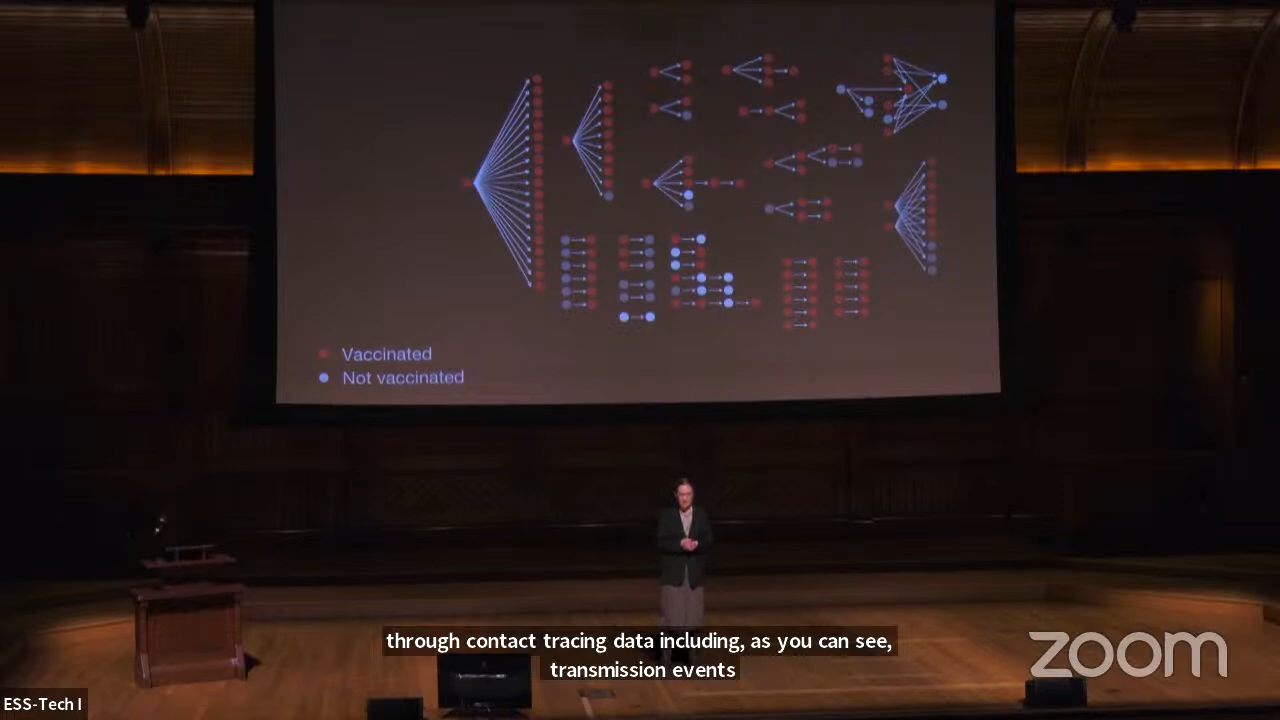 Vaccinated
Not vaccinated
through contact tracing data including, as you can see,
transmission events
zoom
ESS-Tech I